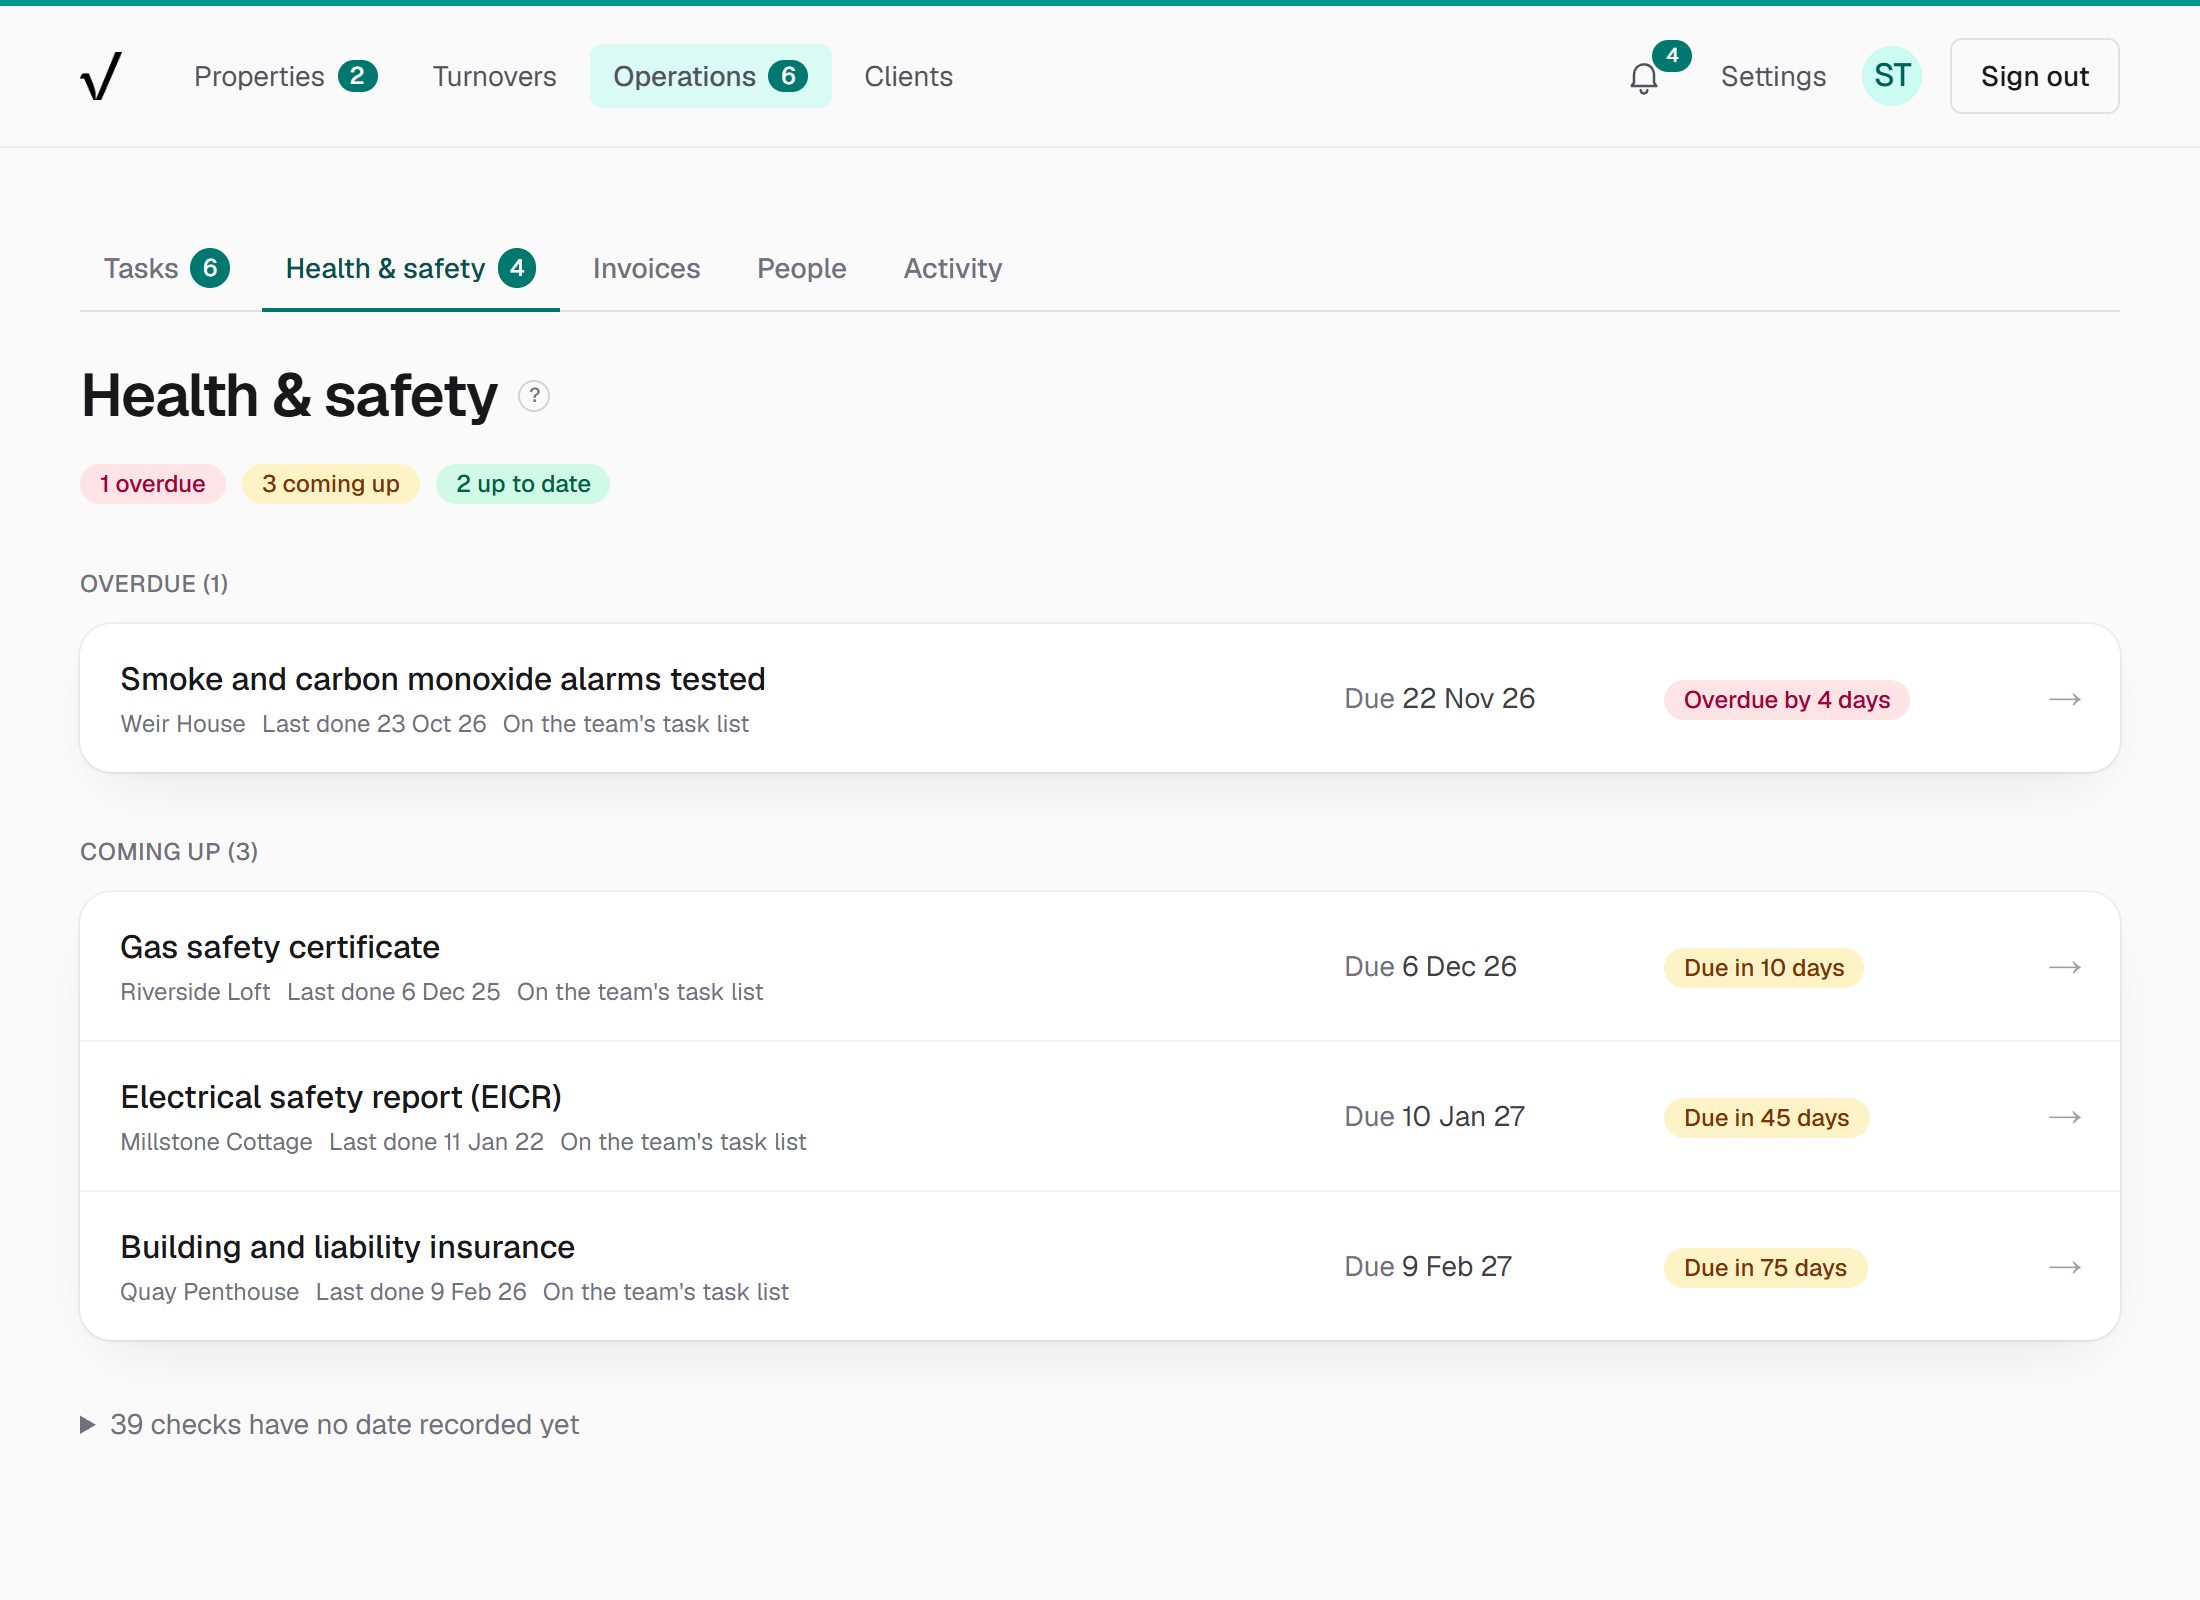 Properties 2 Turnovers Operations 6 Clients 4 Settings ST Sign out
Tasks 6 Health & safety 4 Invoices People Activity
Health & safety ?
1 overdue 3 coming up 2 up to date
OVERDUE (1)
Smoke and carbon monoxide alarms tested
Weir House Last done 23 Oct 26 On the team's task list
Due 22 Nov 26 Overdue by 4 days →
COMING UP (3)
Gas safety certificate
Riverside Loft Last done 6 Dec 25 On the team's task list
Due 6 Dec 26 Due in 10 days →
Electrical safety report (EICR)
Millstone Cottage Last done 11 Jan 22 On the team's task list
Due 10 Jan 27 Due in 45 days →
Building and liability insurance
Quay Penthouse Last done 9 Feb 26 On the team's task list
Due 9 Feb 27 Due in 75 days →
39 checks have no date recorded yet